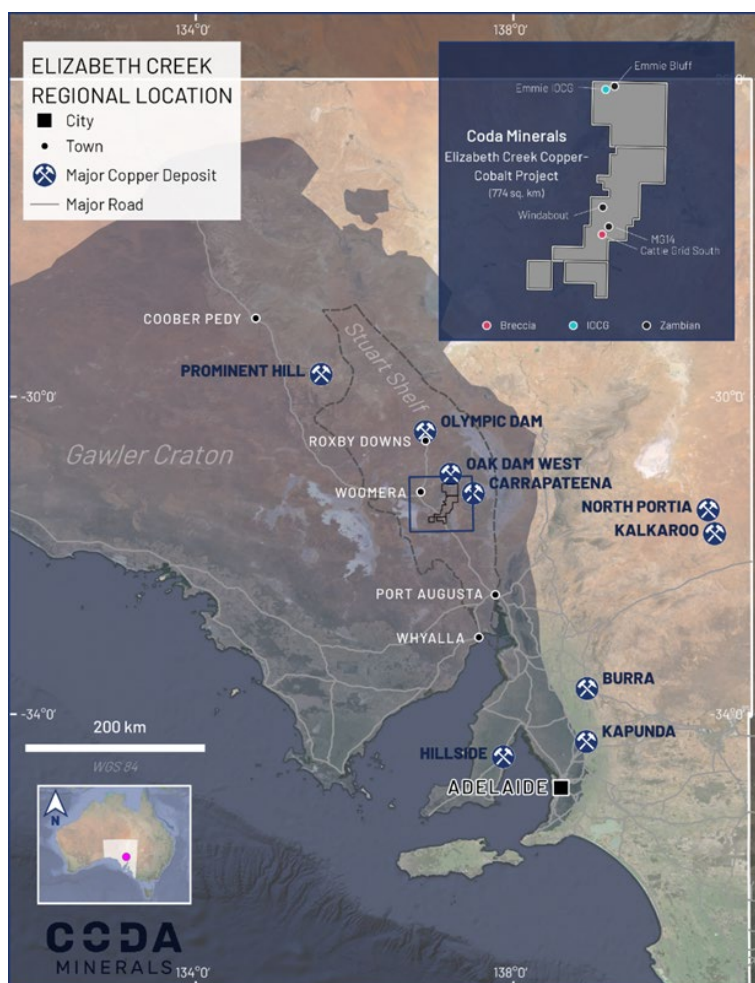 134°0'
138°0'
ELIZABETH CREEK
REGIONAL LOCATION
City
Town
Major Copper Deposit
Major Road
Emmie Bluff
Emmie IOCG
Coda Minerals
Elizabeth Creek Copper-
Cobalt Project
(774 sq. km)
Windabout
MG14
Cattle Grid South
Breccia
IOCG
Zambian
COOBER PEDY
Stuart Shelf
PROMINENT HILL
-30°0'
-30°0'
OLYMPIC DAM
ROXBY DOWNS
Gawler Craton
OAK DAM WEST
CARRAPATEENA
WOOMERA
NORTH PORTIA
KALKAROO
PORT AUGUSTA
WHYALLA
BURRA
-34°0'
-34°0'
200 km
KAPUNDA
WGS 84
HILLSIDE
ADELAIDE
N
CODA
MINERALS
134°0'
138°0'